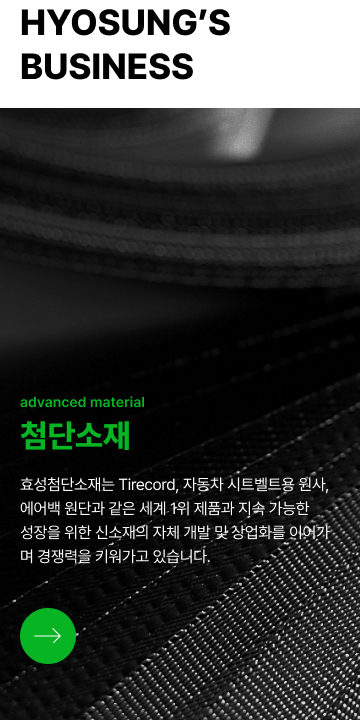 HYOSUNG’S
BUSINESS
advanced material
첨단소재
효성첨단소재는 Tirecord, 자동차 시트벨트용 원사,
에어백 원단과 같은 세계 1위 제품과 지속 가능한
성장을 위한 신소재의 자체 개발 및 상업화를 이어가
며 경쟁력을 키워가고 있습니다.